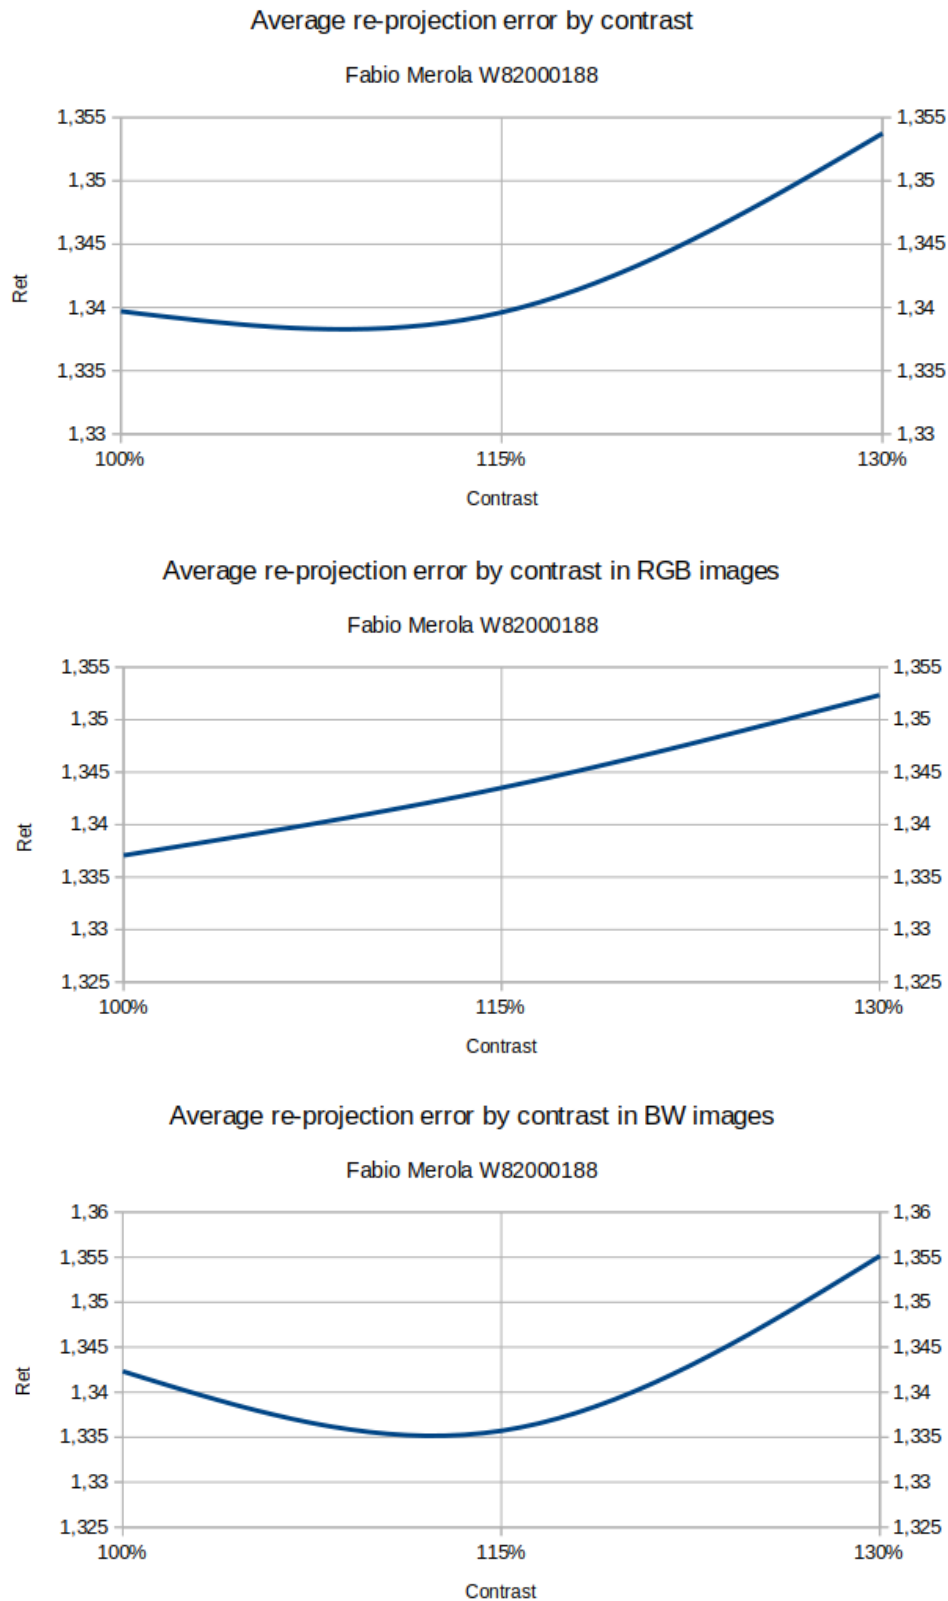 Average re-projection error by contrast
Fabio Merola W82000188
1,355 1,355
1,35 1,35
1,345 1,345
Ret
1,34 1,34
1,335 1,335
1,33 1,33
100% 115% 130%
Contrast
Average re-projection error by contrast in RGB images
Fabio Merola W82000188
1,355 1,355
1,35 1,35
1,345 1,345
1,34 1,34
Ret
1,335 1,335
1,33 1,33
1,325 1,325
100% 115% 130%
Contrast
Average re-projection error by contrast in BW images
Fabio Merola W82000188
1,36 1,36
1,355 1,355
1,35 1,35
1,345 1,345
Ret
1,34 1,34
1,335 1,335
1,33 1,33
1,325 1,325
100% 115% 130%
Contrast